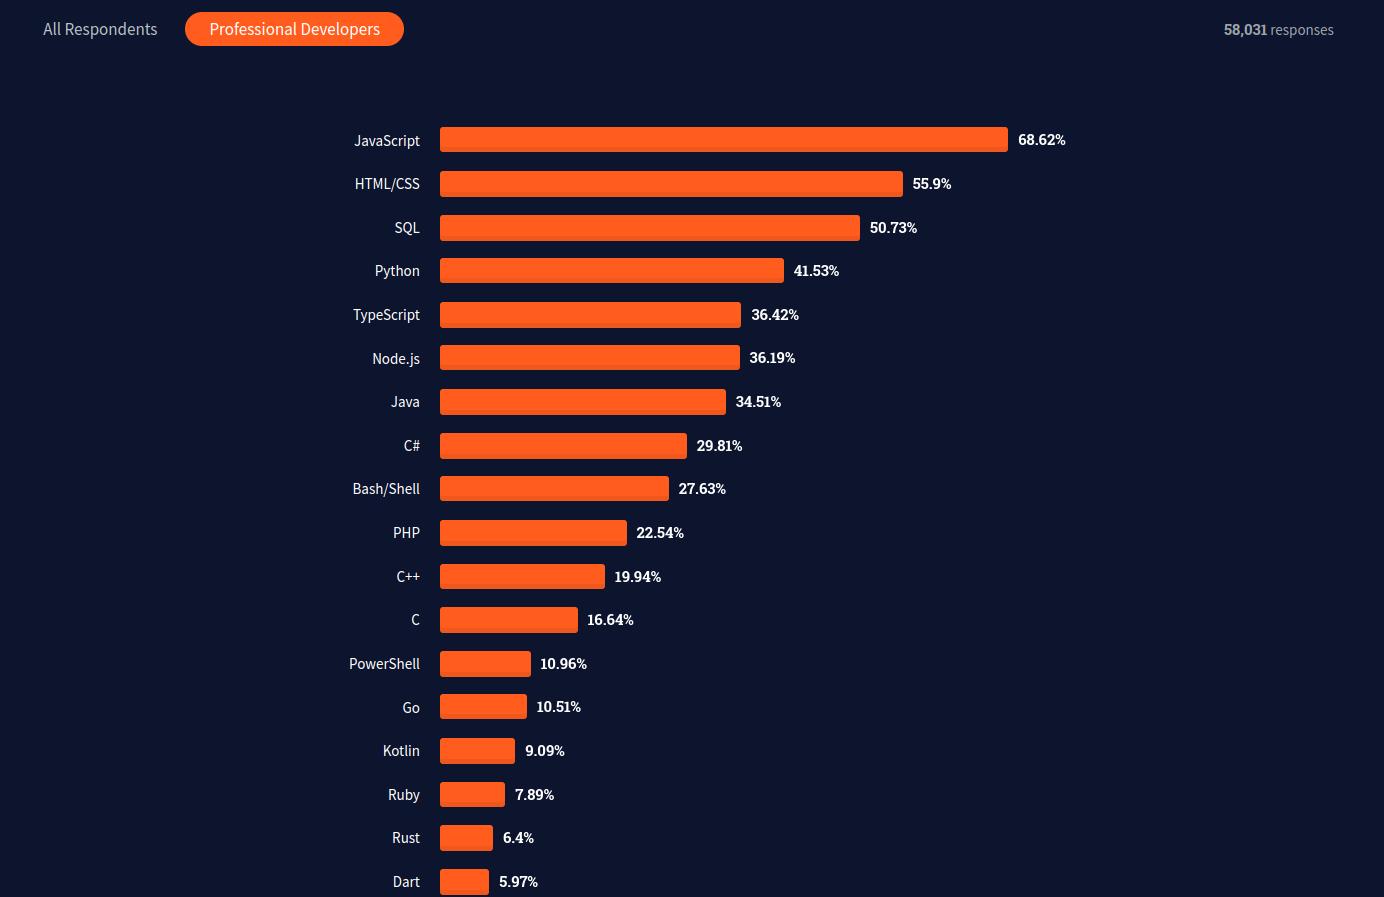 All Respondents Professional Developers 58,031 responses
JavaScript 68.62%
HTML/CSS 55.9%
SQL 50.73%
Python 41.53%
TypeScript 36.42%
Node.js 36.19%
Java 34.51%
C# 29.81%
Bash/Shell 27.63%
PHP 22.54%
C++ 19.94%
C 16.64%
PowerShell 10.96%
Go 10.51%
Kotlin 9.09%
Ruby 7.89%
Rust 6.4%
Dart 5.97%